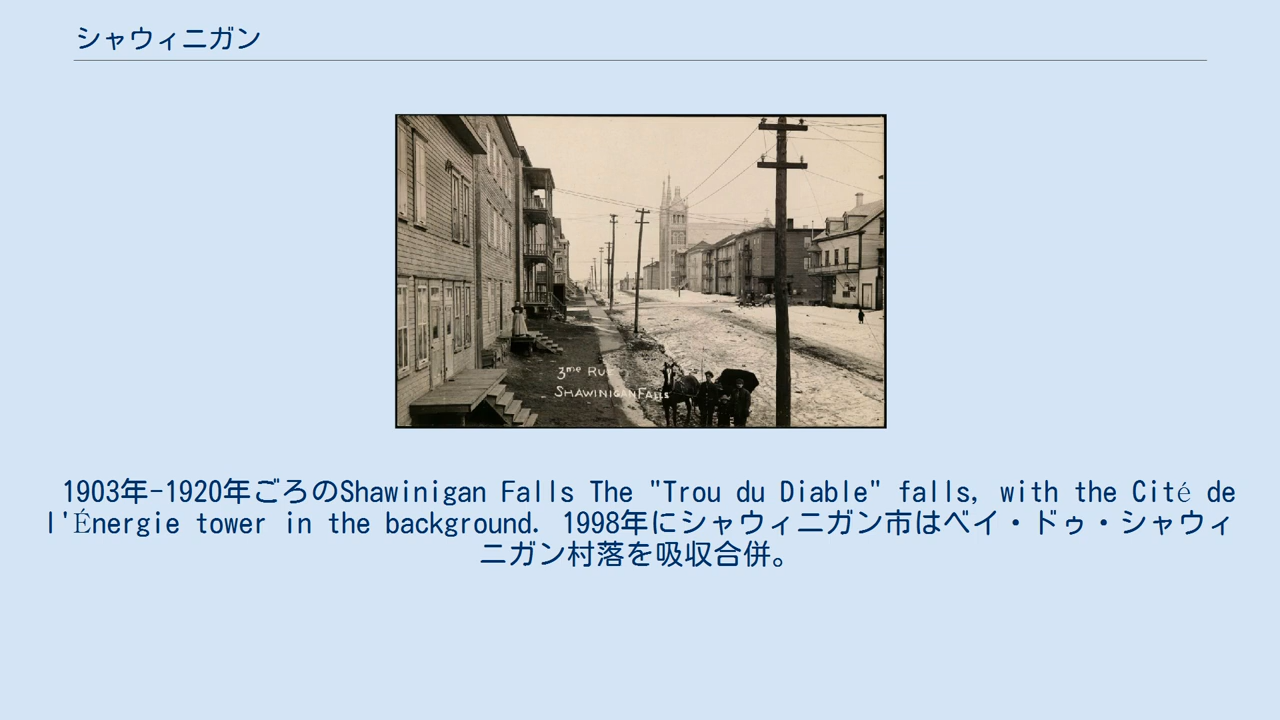 シャウィニガン
3me Rue
SHAWINIGAN FALLS
1903年-1920年ごろのShawinigan Falls The "Trou du Diable" falls, with the Cité de
l'Énergie tower in the background. 1998年にシャウィニガン市はベイ・ドゥ・シャウィ
ニガン村落を吸収合併。